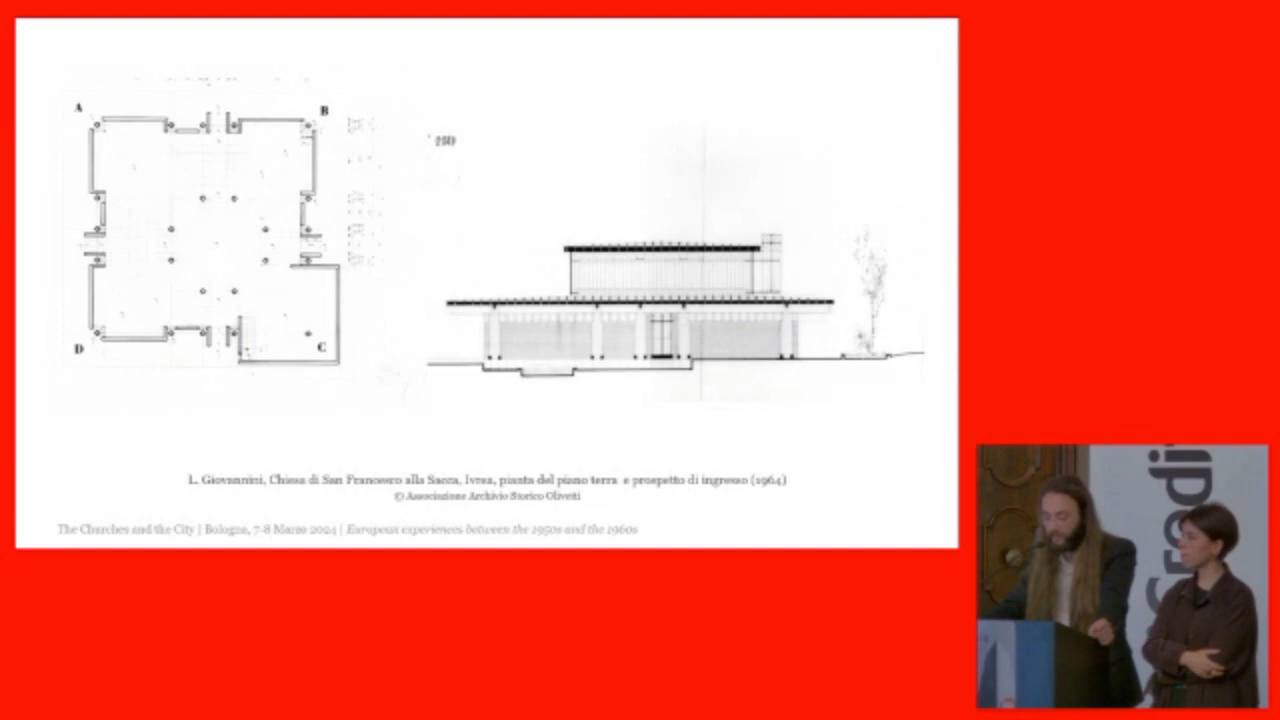 A
B
D
C
L. Giovannini, Chiesa di San Francesco alla Sacca, Ivrea, pianta del piano terra e prospetto di ingresso (1964)
© Associazione Archivio Storico Olivetti
The Churches and the City | Bologna, 7-8 Marzo 2024 | European experiences between the 1950s and the 1960s
Credi